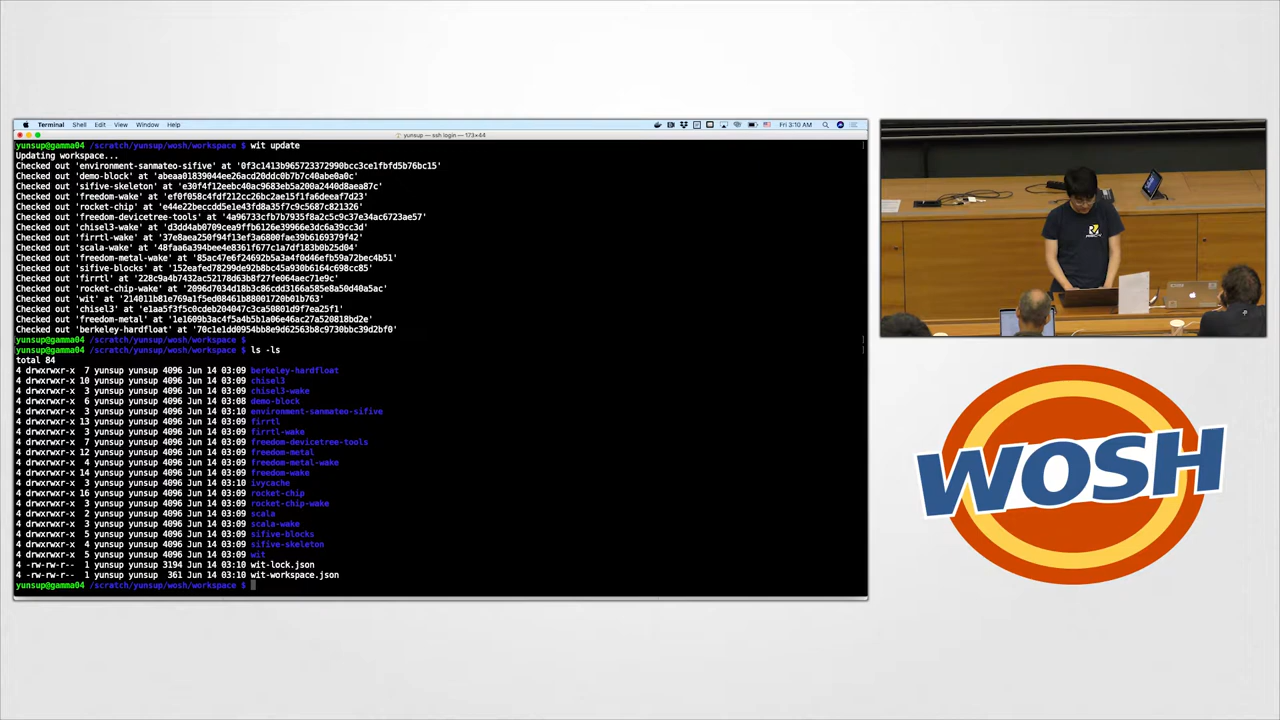 Terminal Shell Edit View Window Help Fri 3:10 AM
yunsup — ssh login — 173×44
yunsup@gamma04 /scratch/yunsup/wosh/workspace $ wit update
Updating workspace...
Checked out 'environment-sanmateo-sifive' at '0f3c1413b965723372990bcc3ce1fbfd5b76bc15'
Checked out 'demo-block' at 'abeaa01839044ee26acd20ddc0b7b7c40abe0a0c'
Checked out 'sifive-skeleton' at 'e30f4f12eebc40ac9683eb5a200a2440d8aea87c'
Checked out 'freedom-wake' at 'ef0f058cf4fdf212cc26bc2ae14f5f1a4a0d7f23'
Checked out 'rocket-chip' at 'e44e22beccdd5e1e43fd8a35f7c9c5687c821326'
Checked out 'freedom-devicetree-tools' at '4a96733cfb7b7935f8a2c5c9c37e34ac6723ae57'
Checked out 'chisel3-wake' at 'd3dd4ab0709cea99fd3becaafe5ffe39bc31fc3d'
Checked out 'firrtl-wake' at '37e8aea250f94f13ef3a6800fae39b6169379f42'
Checked out 'scala-wake' at '48faa6a394bee4e8361f677c1a7df183b0b25d04'
Checked out 'freedom-metal-wake' at '85ac47e6f24692b5a3a4f0d46efb59a72bc4b51'
Checked out 'sifive-blocks' at '152eafed78299de92b8bc45a930b6164c698cc85'
Checked out 'firrtl' at '228c9a4b7432ac52178d63b8f27fe064aec71e9c'
Checked out 'rocket-chip-wake' at '2096d7034d16971ff3cca3166a585e8a50d40a5ac'
Checked out 'wit' at '214011b81e769a1f5ed08461b88001720b01b763'
Checked out 'chisel3' at 'e1aa5f3f5c0cdeb204047c3ca50801d9f7ea25f1'
Checked out 'freedom-metal' at '1e1609b3ac4f5a4b5b1a06e46ac27a520818bd2e'
Checked out 'berkeley-hardfloat' at '70c1e1dd0954bb8e9d62563b8c9730bbc39d2bf0'
yunsup@gamma04 /scratch/yunsup/wosh/workspace $
yunsup@gamma04 /scratch/yunsup/wosh/workspace $ ls -ls
total 84
4 drwxrwxr-x 7 yunsup yunsup 4096 Jun 14 03:09 berkeley-hardfloat
4 drwxrwxr-x 10 yunsup yunsup 4096 Jun 14 03:09 chisel3
4 drwxrwxr-x 3 yunsup yunsup 4096 Jun 14 03:09 chisel3-wake
4 drwxrwxr-x 6 yunsup yunsup 4096 Jun 14 03:08 demo-block
4 drwxrwxr-x 3 yunsup yunsup 4096 Jun 14 03:10 environment-sanmateo-sifive
4 drwxrwxr-x 13 yunsup yunsup 4096 Jun 14 03:09 firrtl
4 drwxrwxr-x 3 yunsup yunsup 4096 Jun 14 03:09 firrtl-wake
4 drwxrwxr-x 7 yunsup yunsup 4096 Jun 14 03:09 freedom-devicetree-tools
4 drwxrwxr-x 12 yunsup yunsup 4096 Jun 14 03:09 freedom-metal
4 drwxrwxr-x 4 yunsup yunsup 4096 Jun 14 03:09 freedom-metal-wake
4 drwxrwxr-x 14 yunsup yunsup 4096 Jun 14 03:09 freedom-wake
4 drwxrwxr-x 3 yunsup yunsup 4096 Jun 14 03:10 ivycache
4 drwxrwxr-x 16 yunsup yunsup 4096 Jun 14 03:09 rocket-chip
4 drwxrwxr-x 3 yunsup yunsup 4096 Jun 14 03:09 rocket-chip-wake
4 drwxrwxr-x 2 yunsup yunsup 4096 Jun 14 03:09 scala
4 drwxrwxr-x 3 yunsup yunsup 4096 Jun 14 03:09 scala-wake
4 drwxrwxr-x 5 yunsup yunsup 4096 Jun 14 03:09 sifive-blocks
4 drwxrwxr-x 4 yunsup yunsup 4096 Jun 14 03:09 sifive-skeleton
4 drwxrwxr-x 5 yunsup yunsup 4096 Jun 14 03:09 wit
4 -rw-rw-r-- 1 yunsup yunsup 3194 Jun 14 03:10 wit-lock.json
4 -rw-rw-r-- 1 yunsup yunsup 361 Jun 14 03:10 wit-workspace.json
yunsup@gamma04 /scratch/yunsup/wosh/workspace $
WOSH